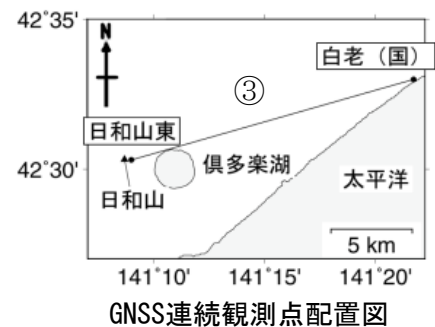 42°35'
N
白老（国）
③
日和山東
42°30'
倶多楽湖
日和山
太平洋
5 km
141°10' 141°15' 141°20'
GNSS連続観測点配置図